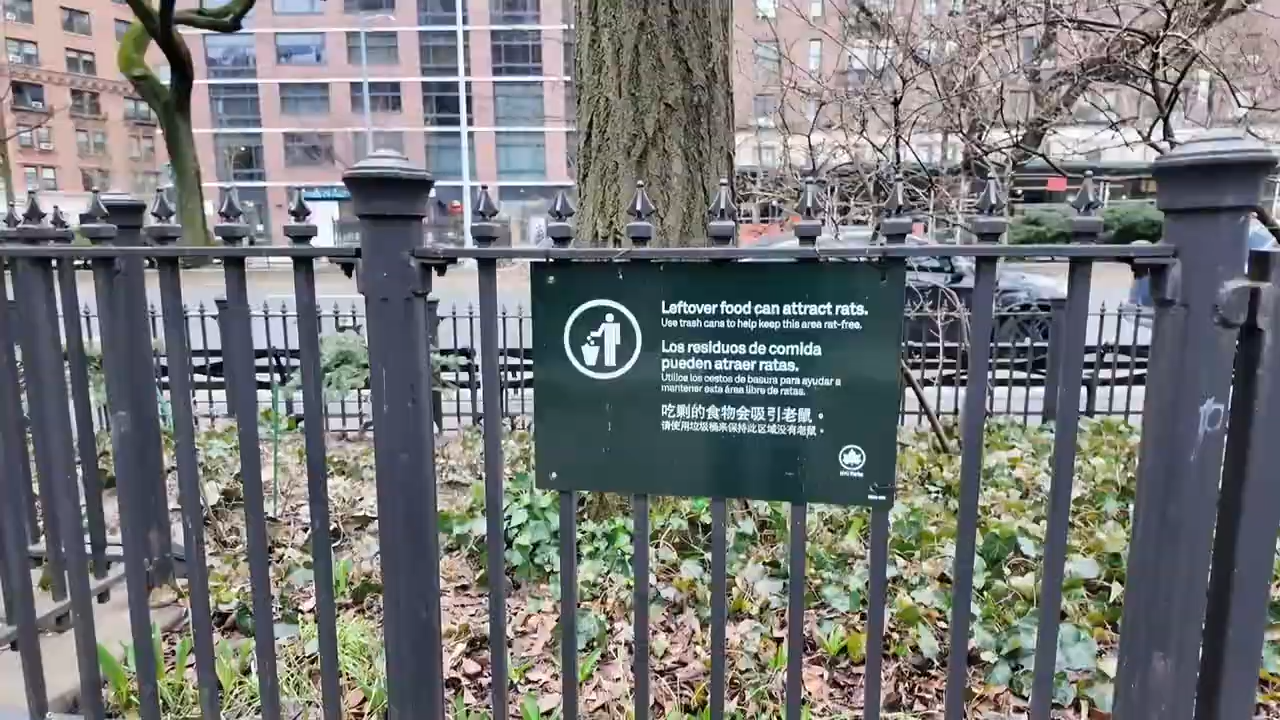 Leftover food can attract rats.
Use trash cans to help keep this area rat-free.
Los residuos de comida
pueden atraer ratas.
Utilice los cestos de basura para ayudar a
mantener esta área libre de ratas.
吃剩的食物会吸引老鼠。
请使用垃圾桶来保持此区域没有老鼠。
NYC Parks